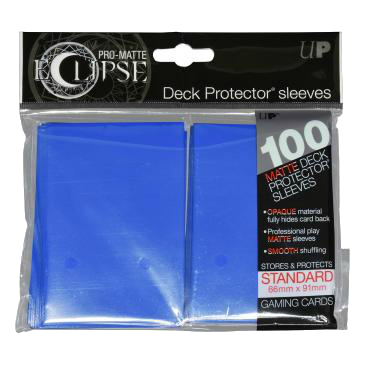 PRO-MATTE
ECLIPSE
UP
Deck Protector® sleeves
UP
100
MATTE DECK
PROTECTOR®
SLEEVES
• OPAQUE material
fully hides card back
• Professional play
MATTE sleeves
• SMOOTH shuffling
STORES & PROTECTS
STANDARD
66mm x 91mm
GAMING CARDS